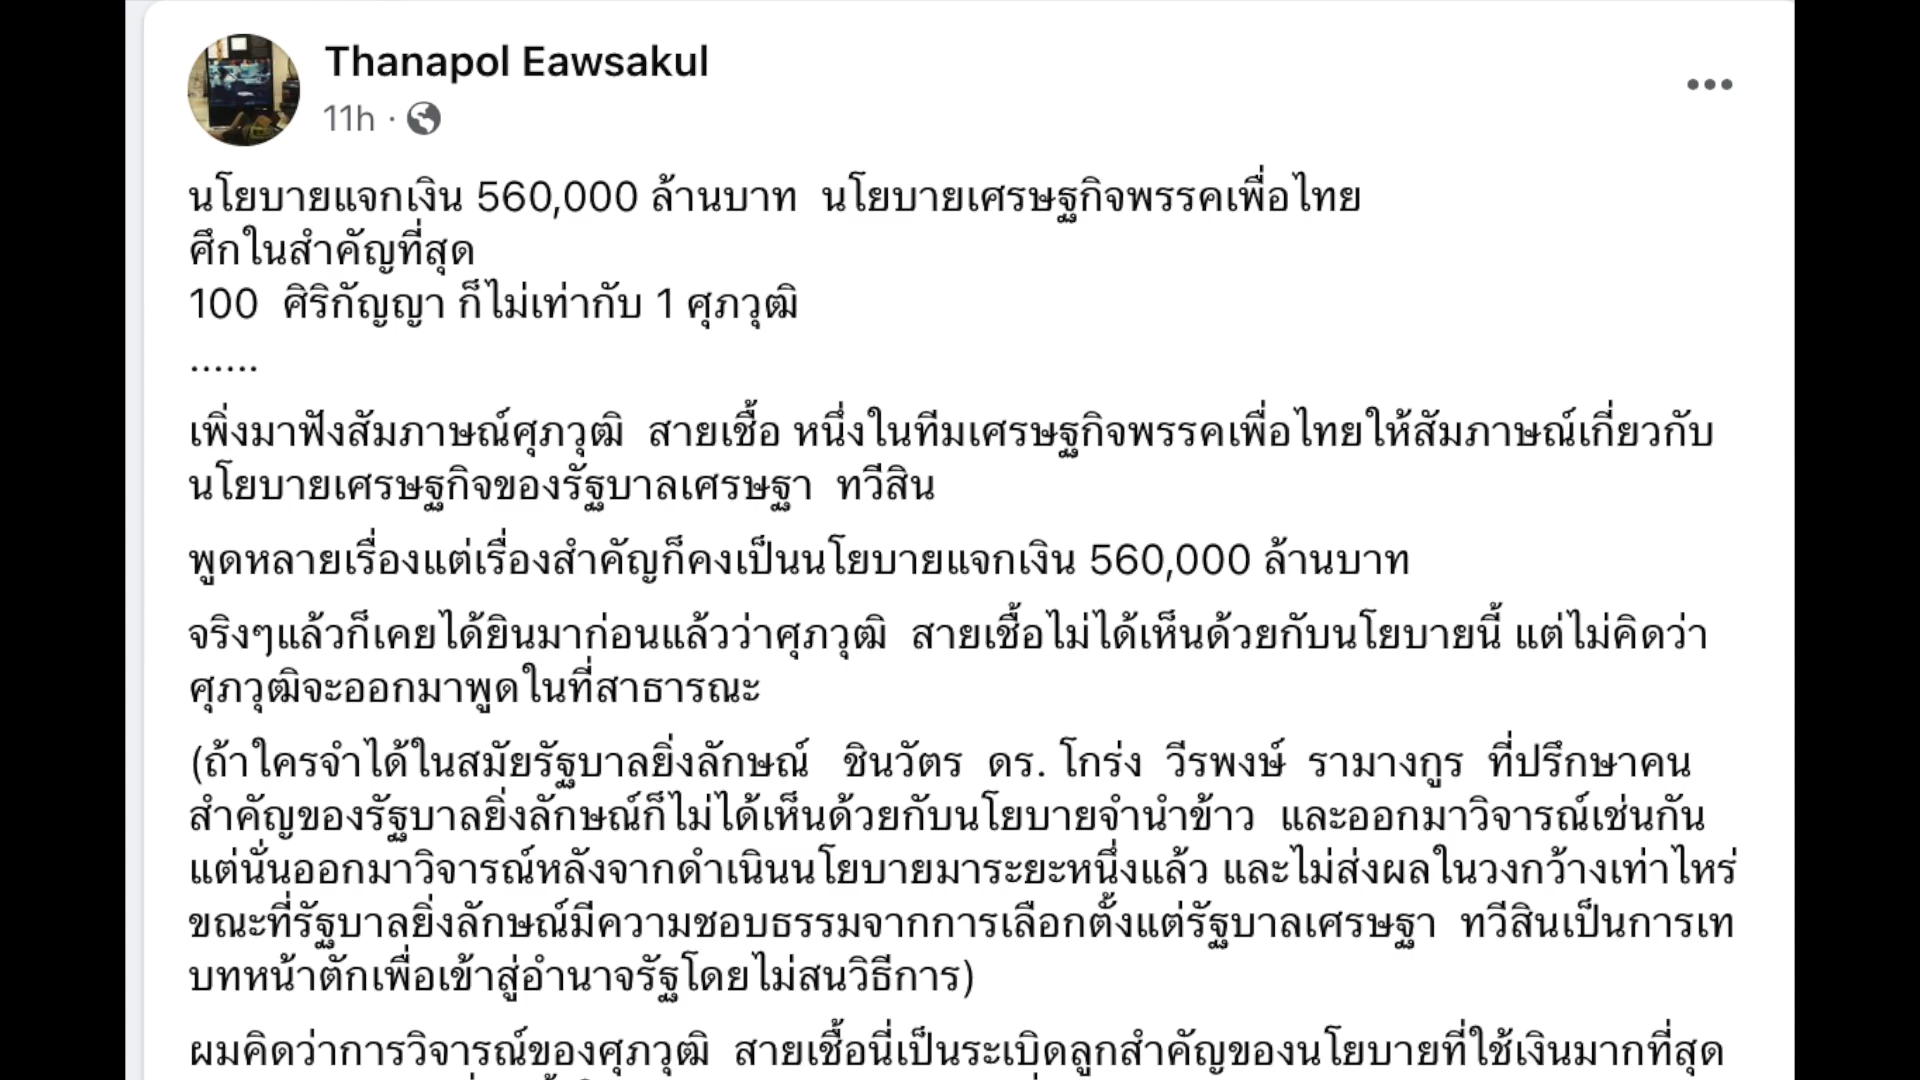 Thanapol Eawsakul
11h ·
นโยบายแจกเงิน 560,000 ล้านบาท นโยบายเศรษฐกิจพรรคเพื่อไทย
ศึกในสำคัญที่สุด
100 ศิริกัญญา ก็ไม่เท่ากับ 1 ศุภวุฒิ
......
เพิ่งมาฟังสัมภาษณ์ศุภวุฒิ สายเชื้อ หนึ่งในทีมเศรษฐกิจพรรคเพื่อไทยให้สัมภาษณ์เกี่ยวกับ
นโยบายเศรษฐกิจของรัฐบาลเศรษฐา ทวีสิน
พูดหลายเรื่องแต่เรื่องสำคัญก็คงเป็นนโยบายแจกเงิน 560,000 ล้านบาท
จริงๆแล้วก็เคยได้ยินมาก่อนแล้วว่าศุภวุฒิ สายเชื้อไม่ได้เห็นด้วยกับนโยบายนี้ แต่ไม่คิดว่า
ศุภวุฒิจะออกมาพูดในที่สาธารณะ
(ถ้าใครจำได้ในสมัยรัฐบาลยิ่งลักษณ์ ชินวัตร ดร. โกร่ง วีรพงษ์ รามางกูร ที่ปรึกษาคน
สำคัญของรัฐบาลยิ่งลักษณ์ก็ไม่ได้เห็นด้วยกับนโยบายจำนำข้าว และออกมาวิจารณ์เช่นกัน
แต่นั่นออกมาวิจารณ์หลังจากดำเนินนโยบายมาระยะหนึ่งแล้ว และไม่ส่งผลในวงกว้างเท่าไหร่
ขณะที่รัฐบาลยิ่งลักษณ์มีความชอบธรรมจากการเลือกตั้งแต่รัฐบาลเศรษฐา ทวีสินเป็นการเท
บทหน้าตักเพื่อเข้าสู่อำนาจรัฐโดยไม่สนวิธีการ)
ผมคิดว่าการวิจารณ์ของศุภวุฒิ สายเชื้อนี่เป็นระเบิดลูกสำคัญของนโยบายที่ใช้เงินมากที่สุด